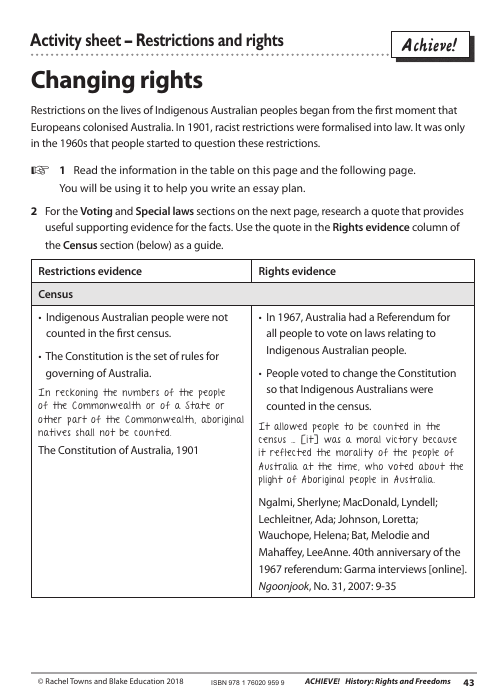 Activity sheet – Restrictions and rights
Achieve!
Changing rights
Restrictions on the lives of Indigenous Australian peoples began from the first moment that
Europeans colonised Australia. In 1901, racist restrictions were formalised into law. It was only
in the 1960s that people started to question these restrictions.
1 Read the information in the table on this page and the following page.
You will be using it to help you write an essay plan.
2 For the Voting and Special laws sections on the next page, research a quote that provides
useful supporting evidence for the facts. Use the quote in the Rights evidence column of
the Census section (below) as a guide.
Restrictions evidence
Rights evidence
Census
• Indigenous Australian people were not
counted in the first census.
• The Constitution is the set of rules for
governing of Australia.
In reckoning the numbers of the people
of the Commonwealth or of a State or
other part of the Commonwealth, aboriginal
natives shall not be counted.
The Constitution of Australia, 1901
• In 1967, Australia had a Referendum for
all people to vote on laws relating to
Indigenous Australian people.
• People voted to change the Constitution
so that Indigenous Australians were
counted in the census.
It allowed people to be counted in the
census … [it] was a moral victory because
it reflected the morality of the people of
Australia at the time, who voted about the
plight of Aboriginal people in Australia.
Ngalmi, Sherlyne; MacDonald, Lyndell;
Lechleitner, Ada; Johnson, Loretta;
Wauchope, Helena; Bat, Melodie and
Mahaffey, LeeAnne. 40th anniversary of the
1967 referendum: Garma interviews [online].
Ngoonjook, No. 31, 2007: 9-35
© Rachel Towns and Blake Education 2018
ISBN 978 1 76020 959 9
ACHIEVE! History: Rights and Freedoms
43